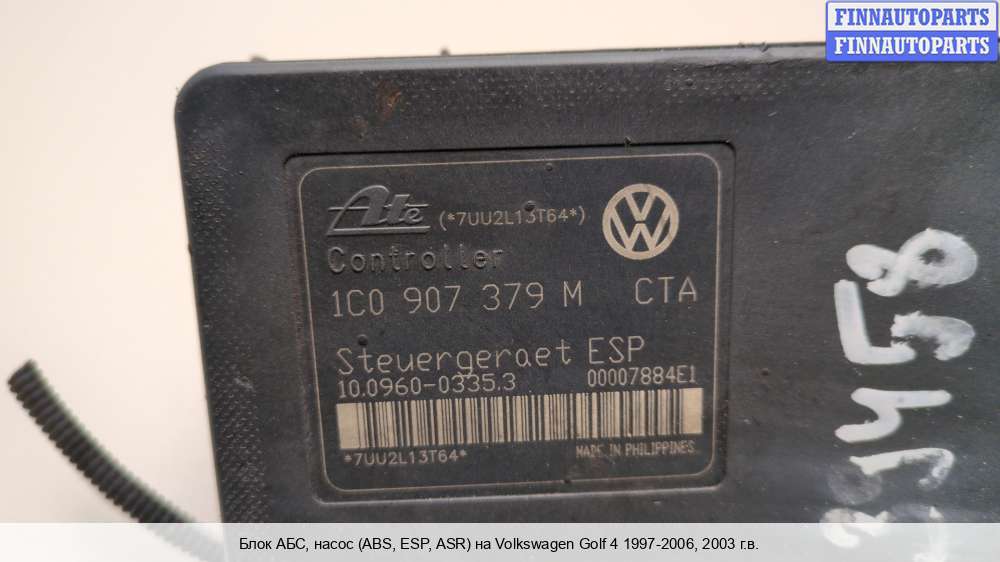 FINNAUTOPARTS
FINNAUTOPARTS
Ate (*7UU2L13T64*)
Controller
1C0 907 379 M CTA
Steuergeraet ESP
10.0960-0335.3 00007884E1
*7UU2L13T64* MADE IN PHILIPPINES
Блок АБС, насос (ABS, ESP, ASR) на Volkswagen Golf 4 1997-2006, 2003 г.в.